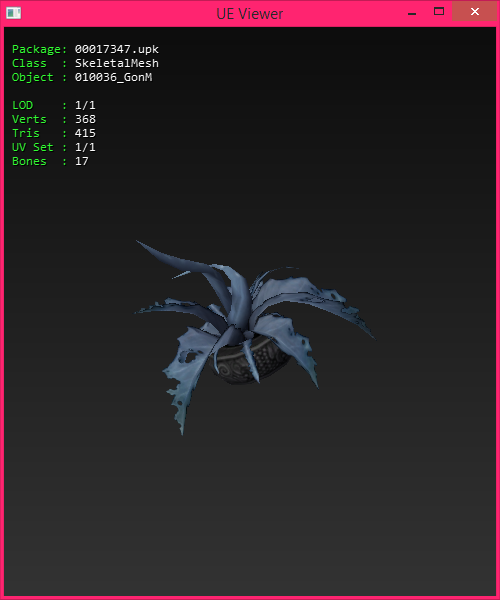 UE Viewer
Package: 00017347.upk
Class  : SkeletalMesh
Object : 010036_GonM
LOD    : 1/1
Verts  : 368
Tris   : 415
UV Set : 1/1
Bones  : 17